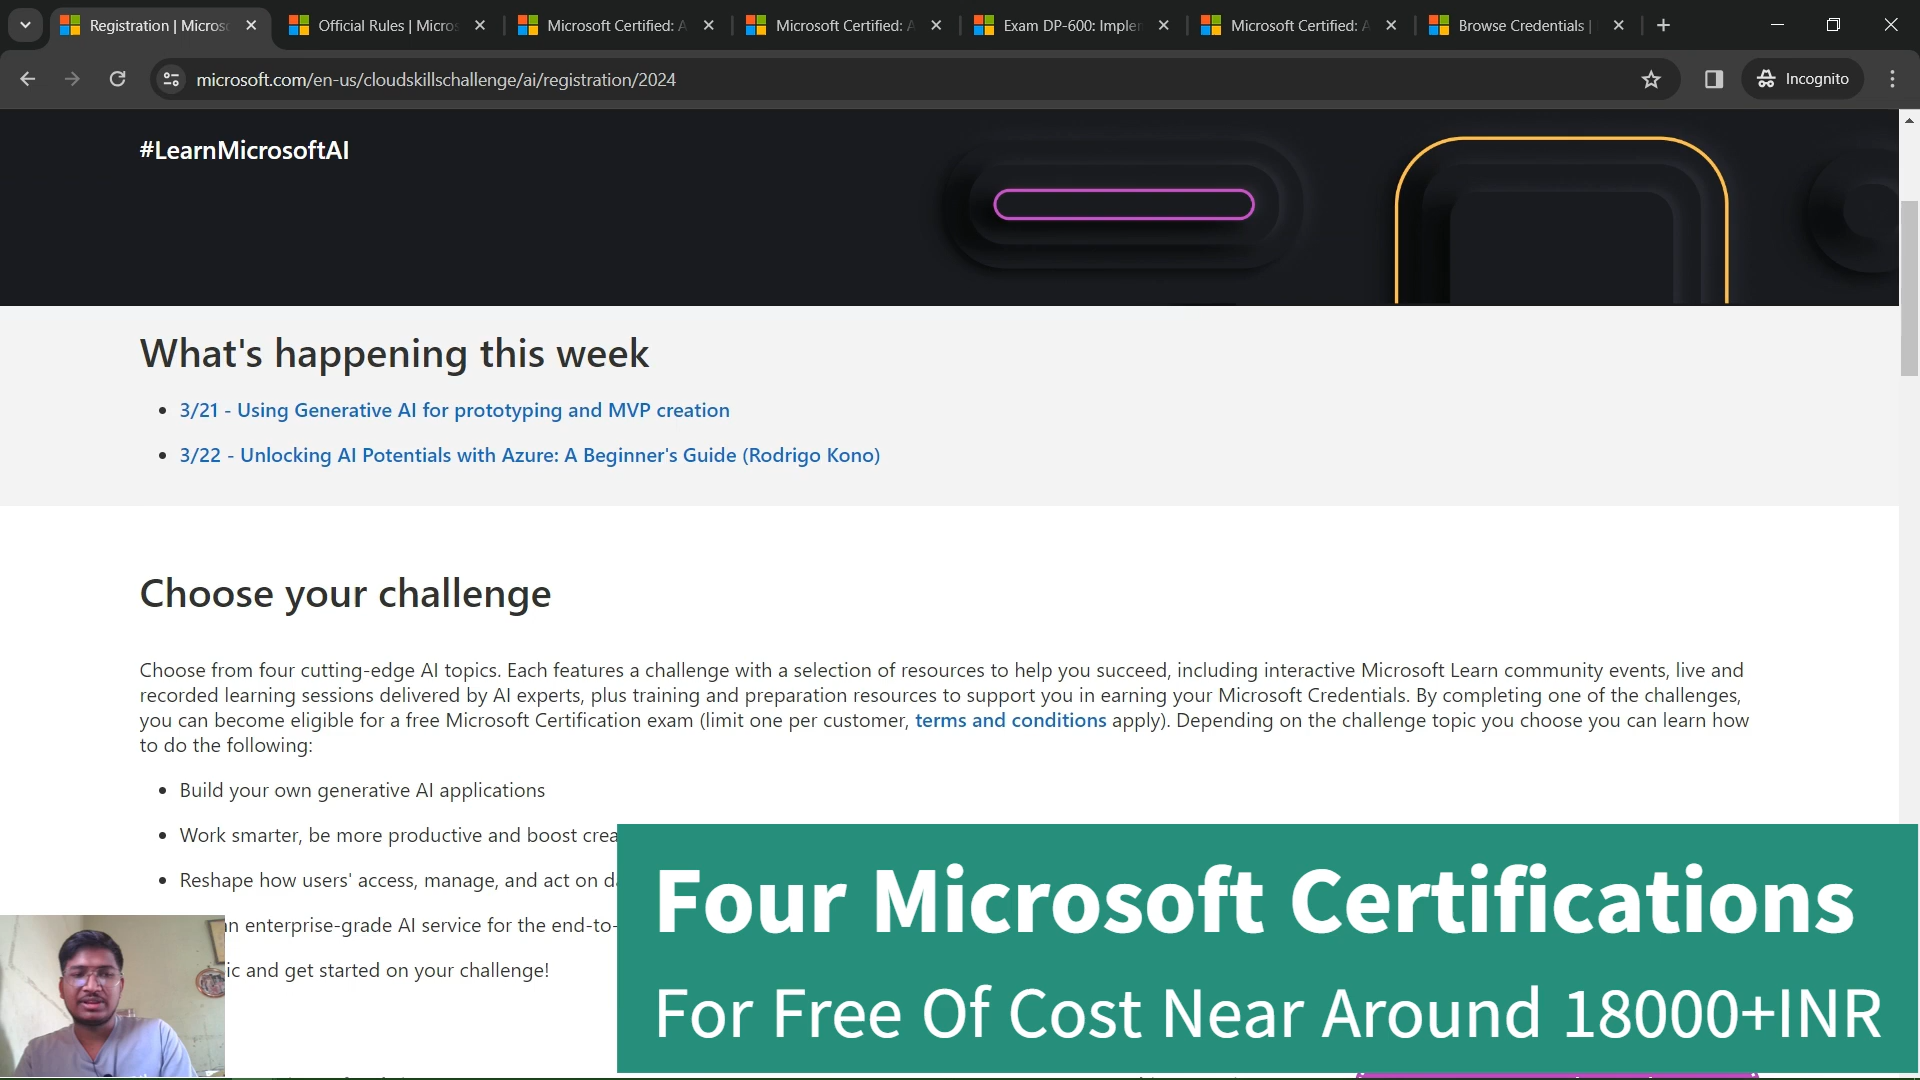 Registration | Micros
Official Rules | Micros
Microsoft Certified: A
Microsoft Certified: A
Exam DP-600: Implem
Microsoft Certified: A
Browse Credentials |
microsoft.com/en-us/cloudskillschallenge/ai/registration/2024
Incognito
#LearnMicrosoftAI
What's happening this week
• 3/21 - Using Generative AI for prototyping and MVP creation
• 3/22 - Unlocking AI Potentials with Azure: A Beginner's Guide (Rodrigo Kono)
Choose your challenge
Choose from four cutting-edge AI topics. Each features a challenge with a selection of resources to help you succeed, including interactive Microsoft Learn community events, live and
recorded learning sessions delivered by AI experts, plus training and preparation resources to support you in earning your Microsoft Credentials. By completing one of the challenges,
you can become eligible for a free Microsoft Certification exam (limit one per customer, terms and conditions apply). Depending on the challenge topic you choose you can learn how
to do the following:
• Build your own generative AI applications
• Work smarter, be more productive and boost crea
• Reshape how users' access, manage, and act on d
n enterprise-grade AI service for the end-to-
ic and get started on your challenge!
Four Microsoft Certifications
For Free Of Cost Near Around 18000+INR